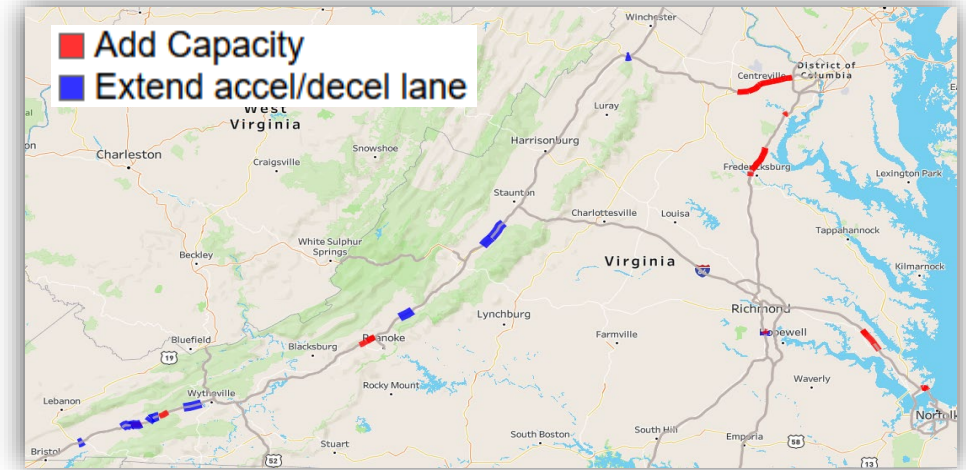 Add Capacity
Extend accel/decel lane
Winchester
District of
Columbia
Centreville
West
Virginia
Luray
Charleston
Snowshoe
Harrisonburg
Craigsville
Fredericksburg
Lexington Park
Staunton
Charlottesville
Louisa
Tappahannock
White Sulphur
Springs
Beckley
Virginia
Kilmarnock
Richmond
Lynchburg
Bluefield
Roanoke
Farmville
Hopewell
19
Blacksburg
Waverly
Rocky Mount
Lebanon
Wytheville
Norfolk
South Boston
South Hill
Emporia
58
Stuart
Bristol
52
13